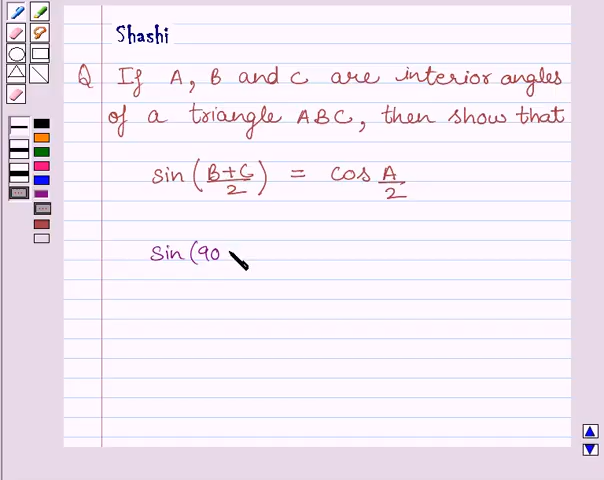 Shashi
Q If A, B and C are interior angles
of a triangle ABC, then show that
sin(B+C/2) = cos A/2
sin(90